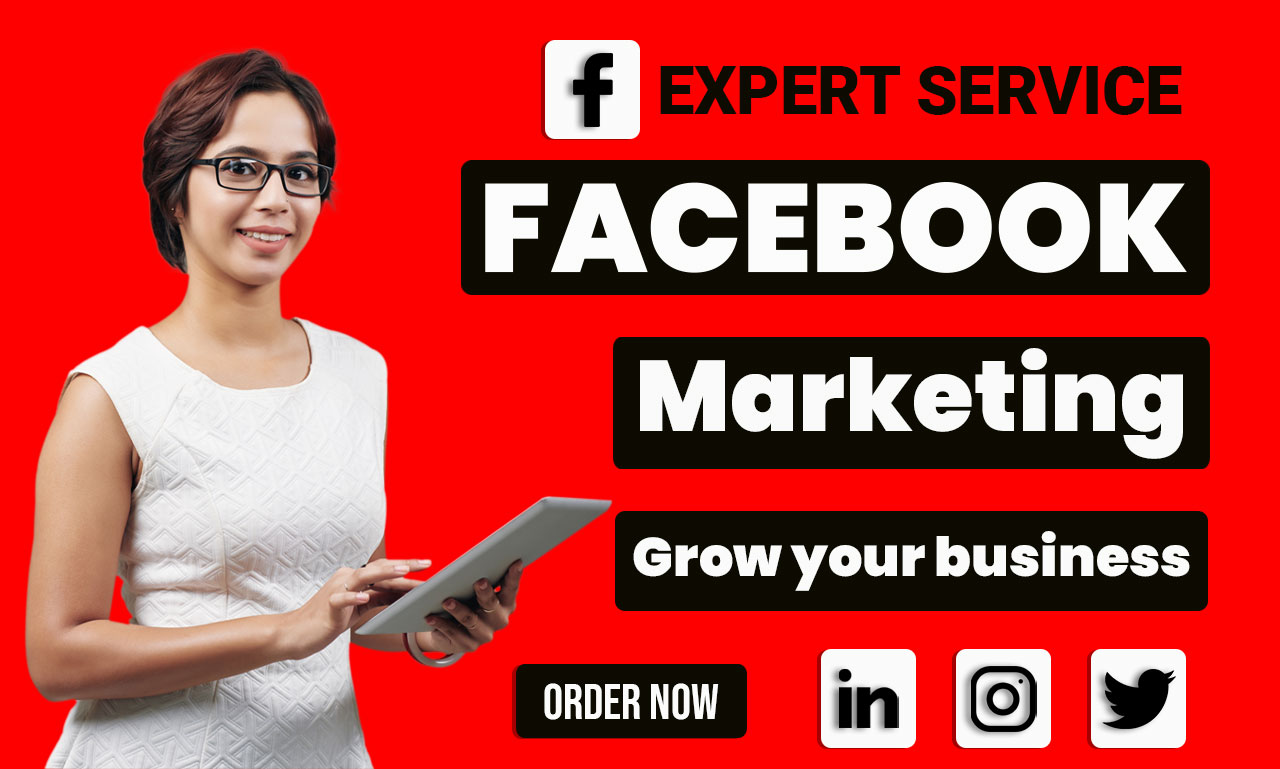 EXPERT SERVICE
FACEBOOK
Marketing
Grow your business
ORDER NOW